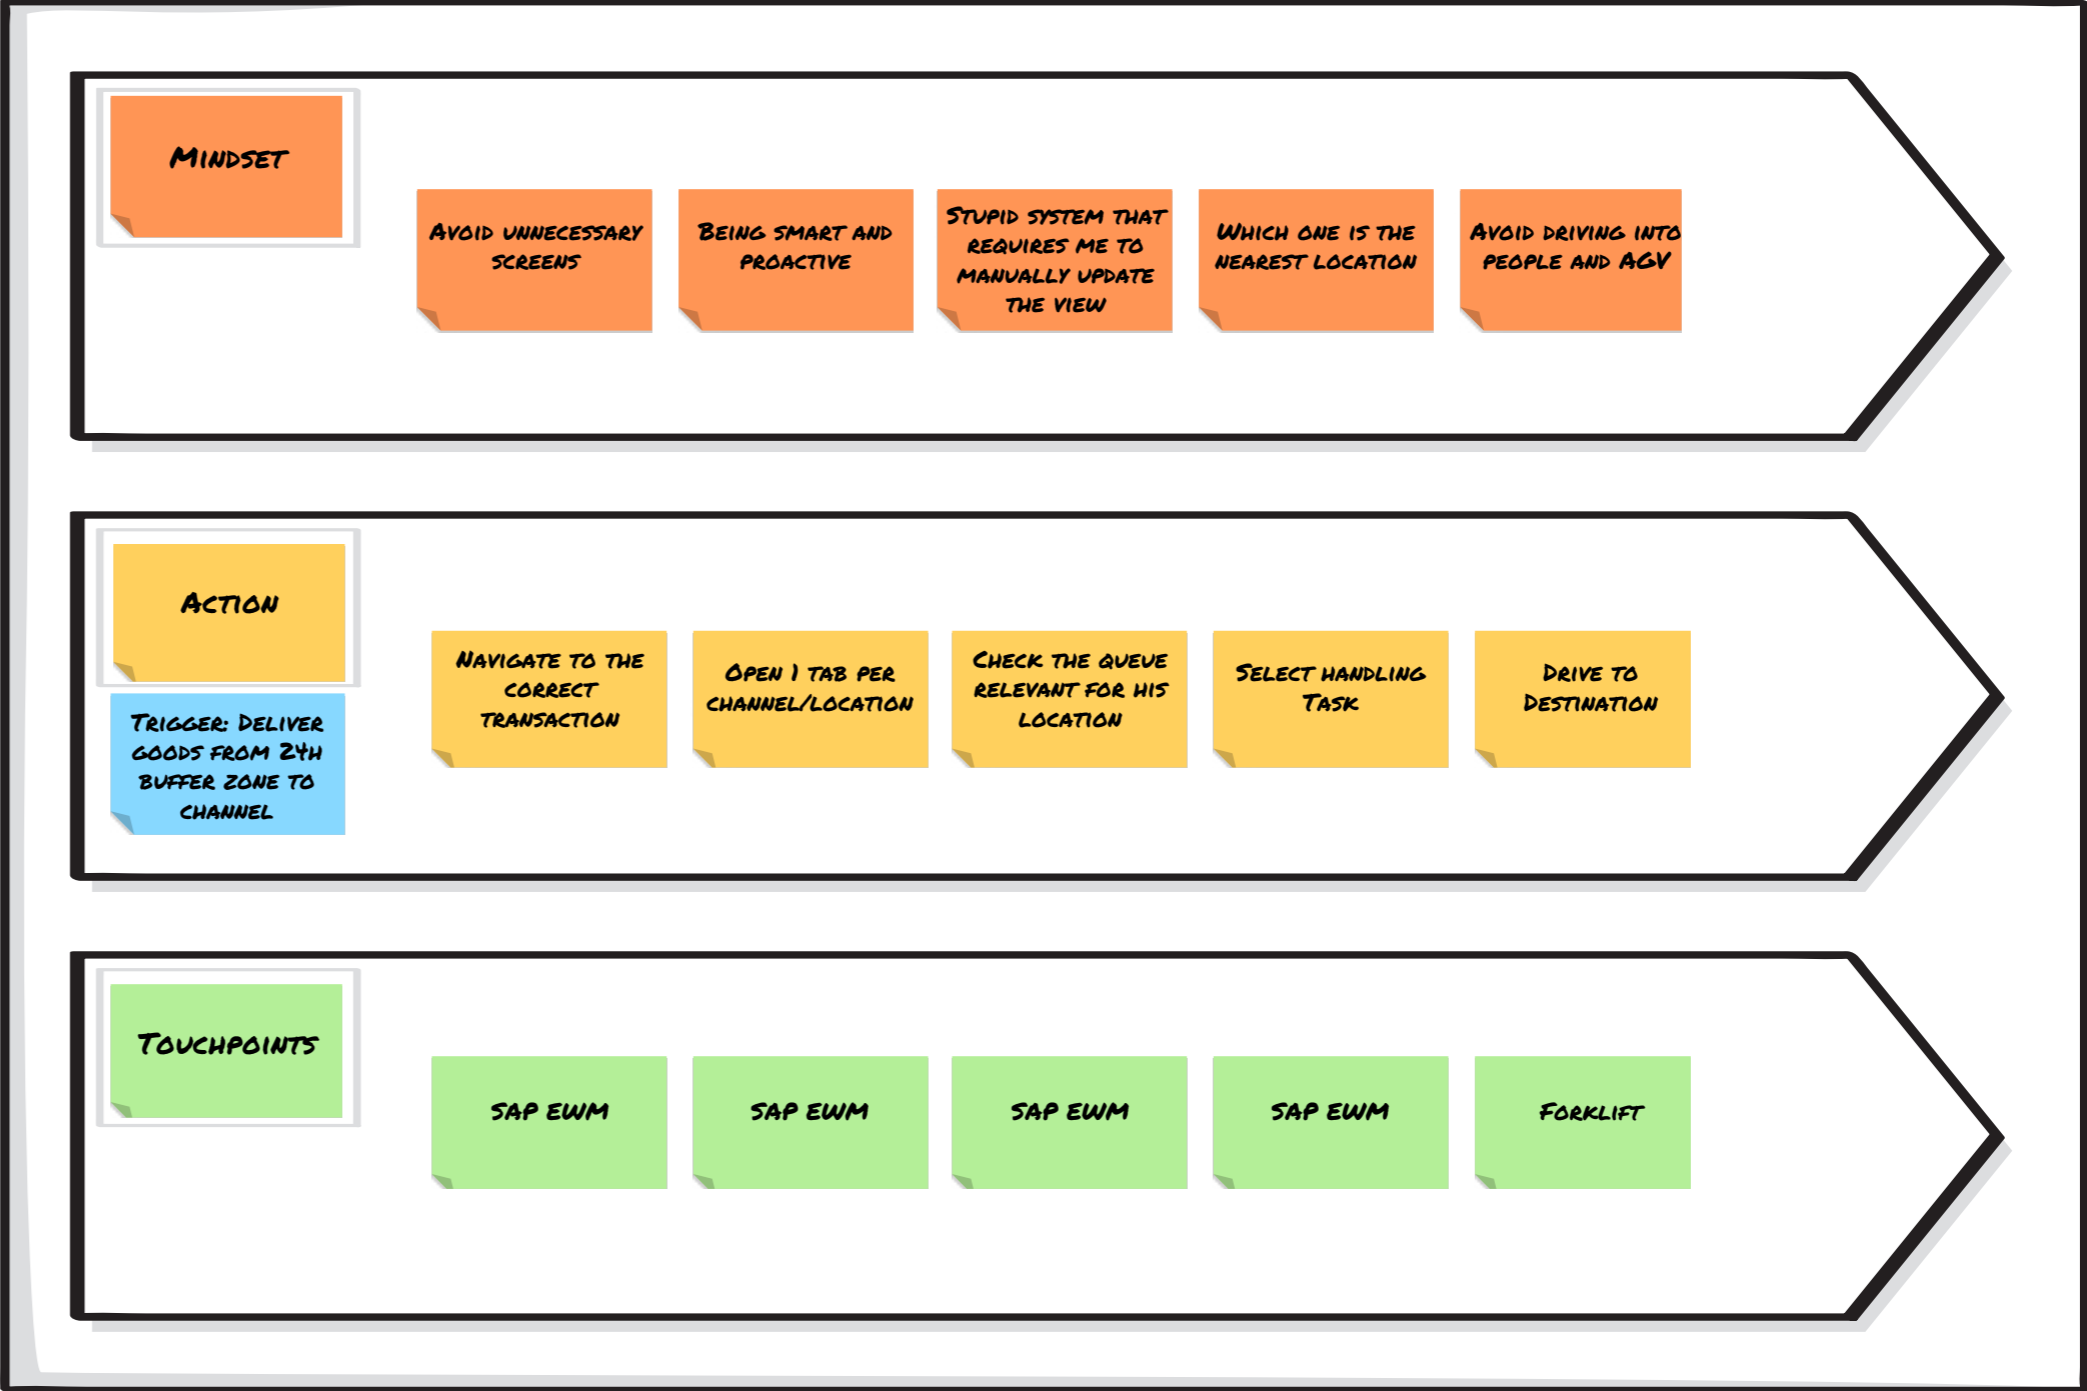 Mindset
Avoid unnecessary
screens
Being smart and
proactive
Stupid system that
requires me to
manually update
the view
Which one is the
nearest location
Avoid driving into
people and AGV
Action
Trigger: Deliver
goods from 24h
buffer zone to
channel
Navigate to the
correct
transaction
Open 1 tab per
channel/location
Check the queue
relevant for his
location
Select handling
Task
Drive to
Destination
Touchpoints
SAP EWM
SAP EWM
SAP EWM
SAP EWM
Forklift